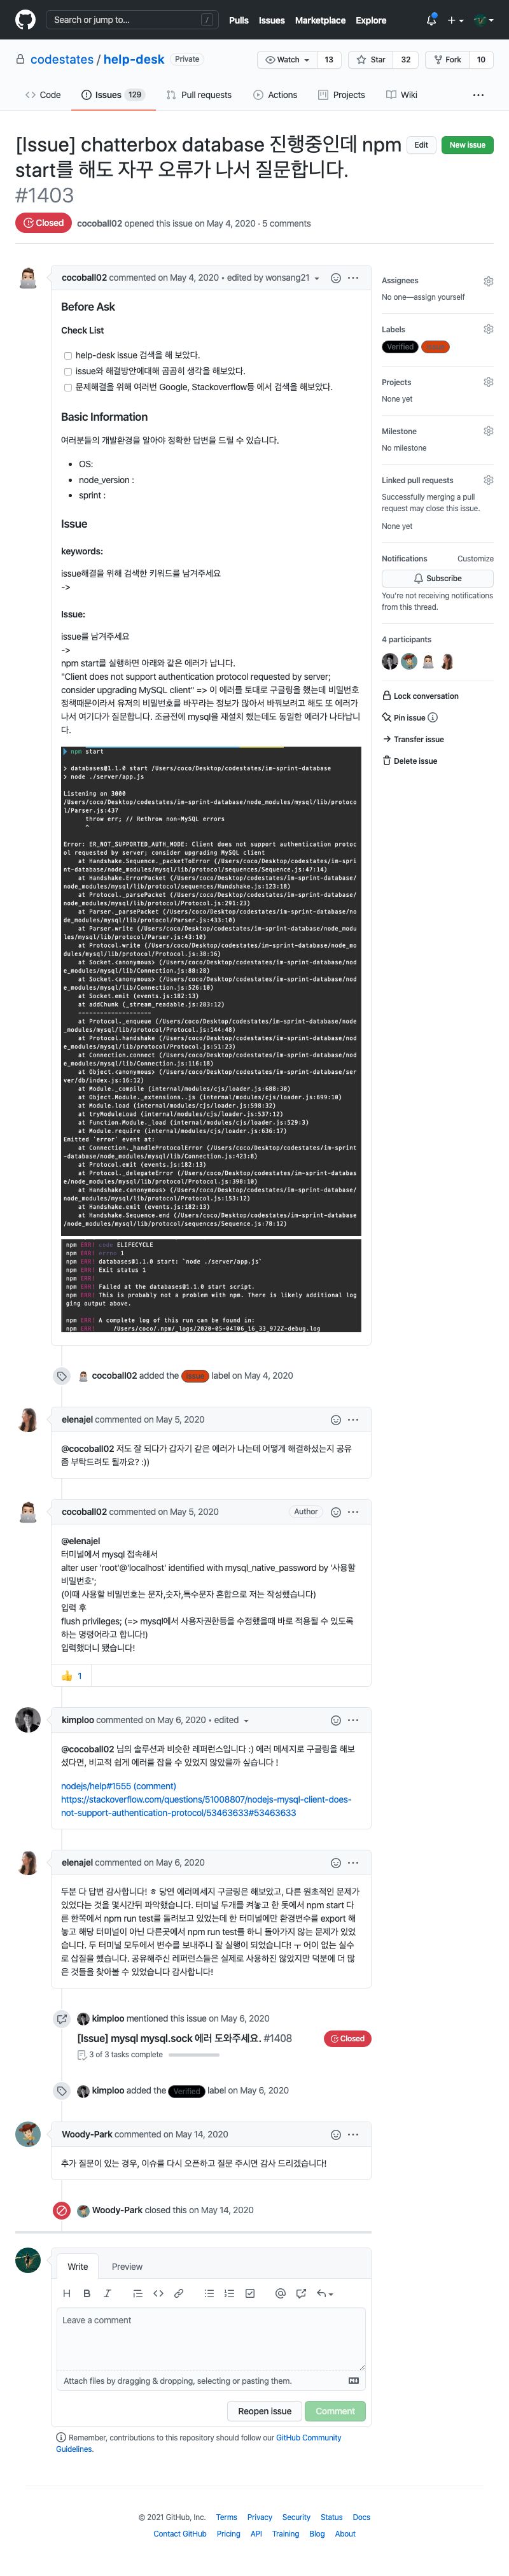 Search or jump to...
/
Pulls Issues Marketplace Explore
codestates / help-desk Private
Watch 13
Star 32
Fork 10
Code
Issues 129
Pull requests
Actions
Projects
Wiki
[Issue] chatterbox database 진행중인데 npm
start를 해도 자꾸 오류가 나서 질문합니다.
#1403
Edit
New issue
Closed
cocoball02 opened this issue on May 4, 2020 · 5 comments
cocoball02 commented on May 4, 2020 • edited by wonsang21
Before Ask
Check List
help-desk issue 검색을 해 보았다.
issue와 해결방안에대해 곰곰히 생각을 해보았다.
문제해결을 위해 여러번 Google, Stackoverflow등 에서 검색을 해보았다.
Basic Information
여러분들의 개발환경을 알아야 정확한 답변을 드릴 수 있습니다.
OS:
node_version :
sprint :
Issue
keywords:
issue해결을 위해 검색한 키워드를 남겨주세요
->
Issue:
issue를 남겨주세요
->
npm start를 실행하면 아래와 같은 에러가 납니다.
"Client does not support authentication protocol requested by server;
consider upgrading MySQL client" => 이 에러를 토대로 구글링을 했는데 비밀번호
정책때문이라서 유저의 비밀번호를 바꾸라는 정보가 많아서 바꿔보려고 해도 또 에러가
나서 여기다가 질문합니다. 조금전에 mysql을 재설치 했는데도 동일한 에러가 나타납니
다.
npm start
> databases@1.1.0 start /Users/coco/Desktop/codestates/im-sprint-database
> node ./server/app.js
Listening on 3000
/Users/coco/Desktop/codestates/im-sprint-database/node_modules/mysql/lib/protoco
l/Parser.js:437
throw err; // Rethrow non-MySQL errors
^
Error: ER_NOT_SUPPORTED_AUTH_MODE: Client does not support authentication protoc
ol requested by server; consider upgrading MySQL client
at Handshake.Sequence._packetToError (/Users/coco/Desktop/codestates/im-spri
nt-database/node_modules/mysql/lib/protocol/sequences/Sequence.js:47:14)
at Handshake.ErrorPacket (/Users/coco/Desktop/codestates/im-sprint-database/
node_modules/mysql/lib/protocol/sequences/Handshake.js:123:18)
at Protocol._parsePacket (/Users/coco/Desktop/codestates/im-sprint-database/
node_modules/mysql/lib/protocol/Protocol.js:291:23)
at Parser._parsePacket (/Users/coco/Desktop/codestates/im-sprint-database/no
de_modules/mysql/lib/protocol/Parser.js:433:10)
at Parser.write (/Users/coco/Desktop/codestates/im-sprint-database/node_modu
les/mysql/lib/protocol/Parser.js:43:10)
at Protocol.write (/Users/coco/Desktop/codestates/im-sprint-database/node_mo
dules/mysql/lib/protocol/Protocol.js:38:16)
at Socket.<anonymous> (/Users/coco/Desktop/codestates/im-sprint-database/nod
e_modules/mysql/lib/Connection.js:88:28)
at Socket.<anonymous> (/Users/coco/Desktop/codestates/im-sprint-database/nod
e_modules/mysql/lib/Connection.js:526:10)
at Socket.emit (events.js:182:13)
at addChunk (_stream_readable.js:283:12)
--------------------
at Protocol._enqueue (/Users/coco/Desktop/codestates/im-sprint-database/node
_modules/mysql/lib/protocol/Protocol.js:144:48)
at Protocol.handshake (/Users/coco/Desktop/codestates/im-sprint-database/nod
e_modules/mysql/lib/protocol/Protocol.js:51:23)
at Connection.connect (/Users/coco/Desktop/codestates/im-sprint-database/nod
e_modules/mysql/lib/Connection.js:116:18)
at Object.<anonymous> (/Users/coco/Desktop/codestates/im-sprint-database/ser
ver/db/index.js:16:12)
at Module._compile (internal/modules/cjs/loader.js:688:30)
at Object.Module._extensions..js (internal/modules/cjs/loader.js:699:10)
at Module.load (internal/modules/cjs/loader.js:598:32)
at tryModuleLoad (internal/modules/cjs/loader.js:537:12)
at Function.Module._load (internal/modules/cjs/loader.js:529:3)
at Module.require (internal/modules/cjs/loader.js:636:17)
Emitted 'error' event at:
at Connection._handleProtocolError (/Users/coco/Desktop/codestates/im-sprint
-database/node_modules/mysql/lib/Connection.js:423:8)
at Protocol.emit (events.js:182:13)
at Protocol._delegateError (/Users/coco/Desktop/codestates/im-sprint-databas
e/node_modules/mysql/lib/protocol/Protocol.js:398:10)
at Handshake.<anonymous> (/Users/coco/Desktop/codestates/im-sprint-database/
node_modules/mysql/lib/protocol/Protocol.js:153:12)
at Handshake.emit (events.js:182:13)
at Handshake.Sequence.end (/Users/coco/Desktop/codestates/im-sprint-database
/node_modules/mysql/lib/protocol/sequences/Sequence.js:78:12)
npm ERR! code ELIFECYCLE
npm ERR! errno 1
npm ERR! databases@1.1.0 start: `node ./server/app.js`
npm ERR! Exit status 1
npm ERR!
npm ERR! Failed at the databases@1.1.0 start script.
npm ERR! This is probably not a problem with npm. There is likely additional log
ging output above.
npm ERR! A complete log of this run can be found in:
npm ERR! /Users/coco/.npm/_logs/2020-05-04T06_16_33_972Z-debug.log
cocoball02 added the Issue label on May 4, 2020
elenajel commented on May 5, 2020
@cocoball02 저도 잘 되다가 갑자기 같은 에러가 나는데 어떻게 해결하셨는지 공유
좀 부탁드려도 될까요? :))
cocoball02 commented on May 5, 2020
Author
@elenajel
터미널에서 mysql 접속해서
alter user 'root'@'localhost' identified with mysql_native_password by '사용할
비밀번호';
(이때 사용할 비밀번호는 문자,숫자,특수문자 혼합으로 저는 작성했습니다)
입력 후
flush privileges; (=> mysql에서 사용자권한등을 수정했을때 바로 적용될 수 있도록
하는 명령어라고 합니다!)
입력했더니 됐습니다!
👍 1
kimploo commented on May 6, 2020 • edited
@cocoball02 님의 솔루션과 비슷한 레퍼런스입니다 :) 에러 메세지로 구글링을 해보
셨다면, 비교적 쉽게 에러를 잡을 수 있었지 않았을까 싶습니다 !
nodejs/help#1555 (comment)
https://stackoverflow.com/questions/51008807/nodejs-mysql-client-does-
not-support-authentication-protocol/53463633#53463633
elenajel commented on May 6, 2020
두분 다 답변 감사합니다! ㅎ 당연 에러메세지 구글링은 해보았고, 다른 원초적인 문제가
있었다는 것을 몇시간뒤 파악했습니다. 터미널 두개를 켜놓고 한 돗에서 npm start 다
른 한쪽에서 npm run test를 돌려보고 있었는데 한 터미널에만 환경변수를 export 해
놓고 해당 터미널이 아닌 다른곳에서 npm run test를 하니 돌아가지 않는 문제가 있었
습니다. 두 터미널 모두에서 변수를 보내주니 잘 실행이 되었습니다! ㅜ 어이 없는 실수
로 삽질을 했습니다. 공유해주신 레퍼런스들은 실제로 사용하진 않았지만 덕분에 더 많
은 것들을 찾아볼 수 있었습니다 감사합니다!
kimploo mentioned this issue on May 6, 2020
[Issue] mysql mysql.sock 에러 도와주세요. #1408
Closed
3 of 3 tasks complete
kimploo added the Verified label on May 6, 2020
Woody-Park commented on May 14, 2020
추가 질문이 있는 경우, 이슈를 다시 오픈하고 질문 주시면 감사 드리겠습니다!
Woody-Park closed this on May 14, 2020
Write
Preview
Leave a comment
Attach files by dragging & dropping, selecting or pasting them.
Reopen issue
Comment
Remember, contributions to this repository should follow our GitHub Community
Guidelines.
Assignees
No one—assign yourself
Labels
Verified Issue
Projects
None yet
Milestone
No milestone
Linked pull requests
Successfully merging a pull
request may close this issue.
None yet
Notifications
Customize
Subscribe
You're not receiving notifications
from this thread.
4 participants
Lock conversation
Pin issue
Transfer issue
Delete issue
© 2021 GitHub, Inc. Terms Privacy Security Status Docs
Contact GitHub Pricing API Training Blog About